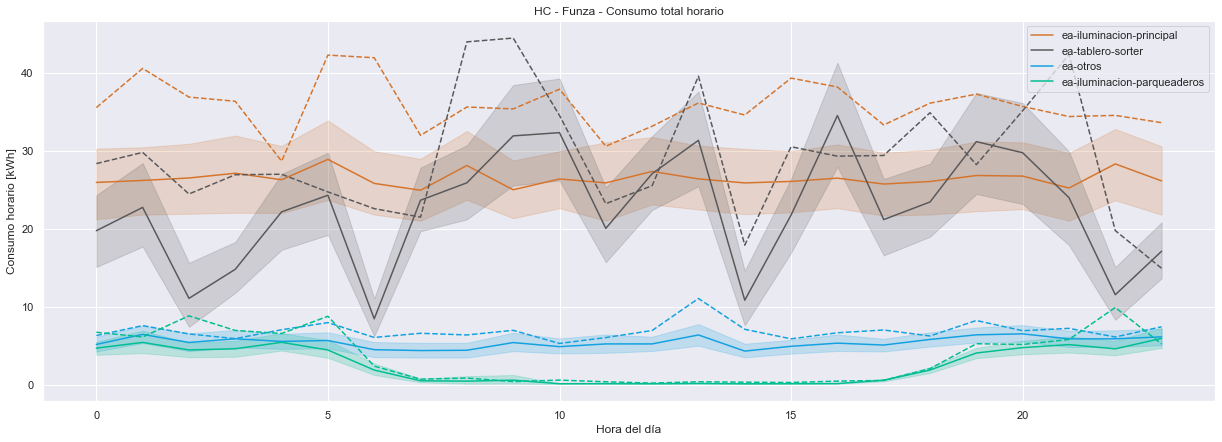 HC - Funza - Consumo total horario
ea-iluminacion-principal
ea-tablero-sorter
ea-otros
ea-iluminacion-parqueaderos
Consumo horario [kWh]
40
30
20
10
0
0 5 10 15 20
Hora del día